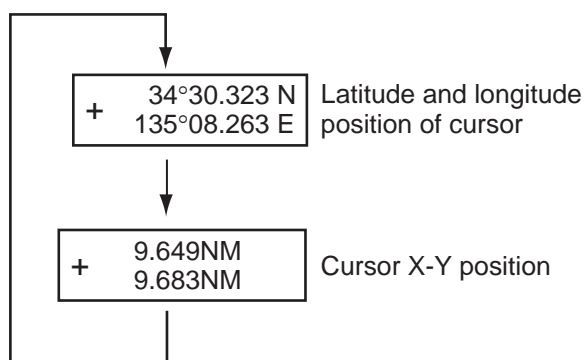 + 34°30.323 N
135°08.263 E
Latitude and longitude
position of cursor
+ 9.649NM
9.683NM
Cursor X-Y position